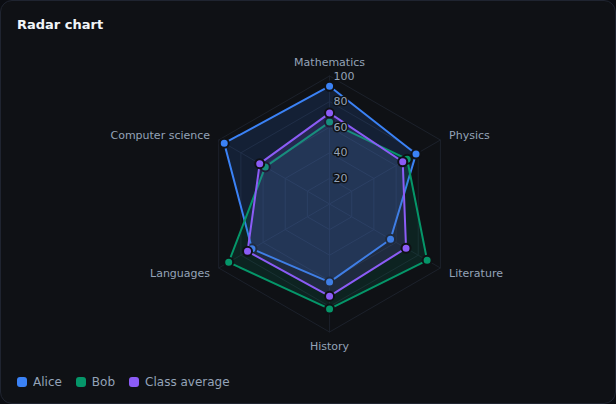 Radar chart
Mathematics
100
80
60
40
20
Physics
Literature
History
Languages
Computer science
Alice
Bob
Class average